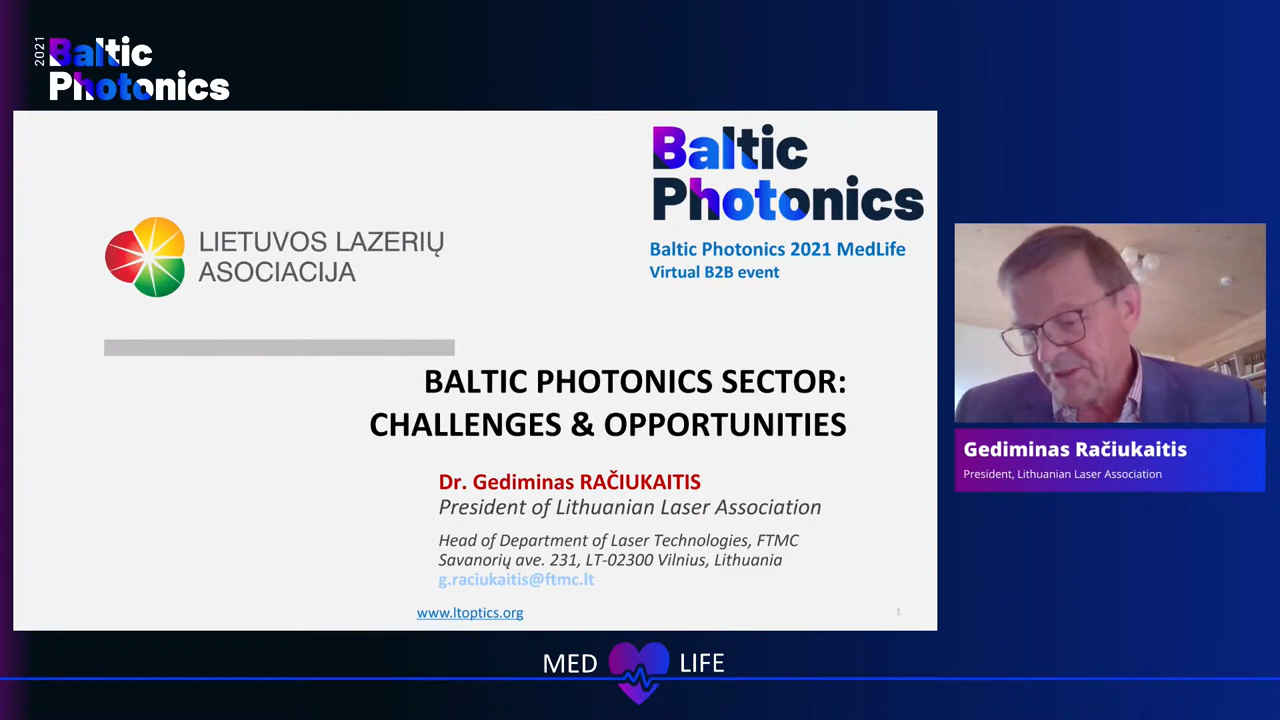 2021
Baltic
Photonics
Baltic
Photonics
Baltic Photonics 2021 MedLife
Virtual B2B event
LIETUVOS LAZERIŲ
ASOCIACIJA
BALTIC PHOTONICS SECTOR:
CHALLENGES & OPPORTUNITIES
Dr. Gediminas RAČIUKAITIS
President of Lithuanian Laser Association
Head of Department of Laser Technologies, FTMC
Savanorių ave. 231, LT-02300 Vilnius, Lithuania
g.raciukaitis@ftmc.lt
www.ltoptics.org
1
Gediminas Račiukaitis
President, Lithuanian Laser Association
MED LIFE